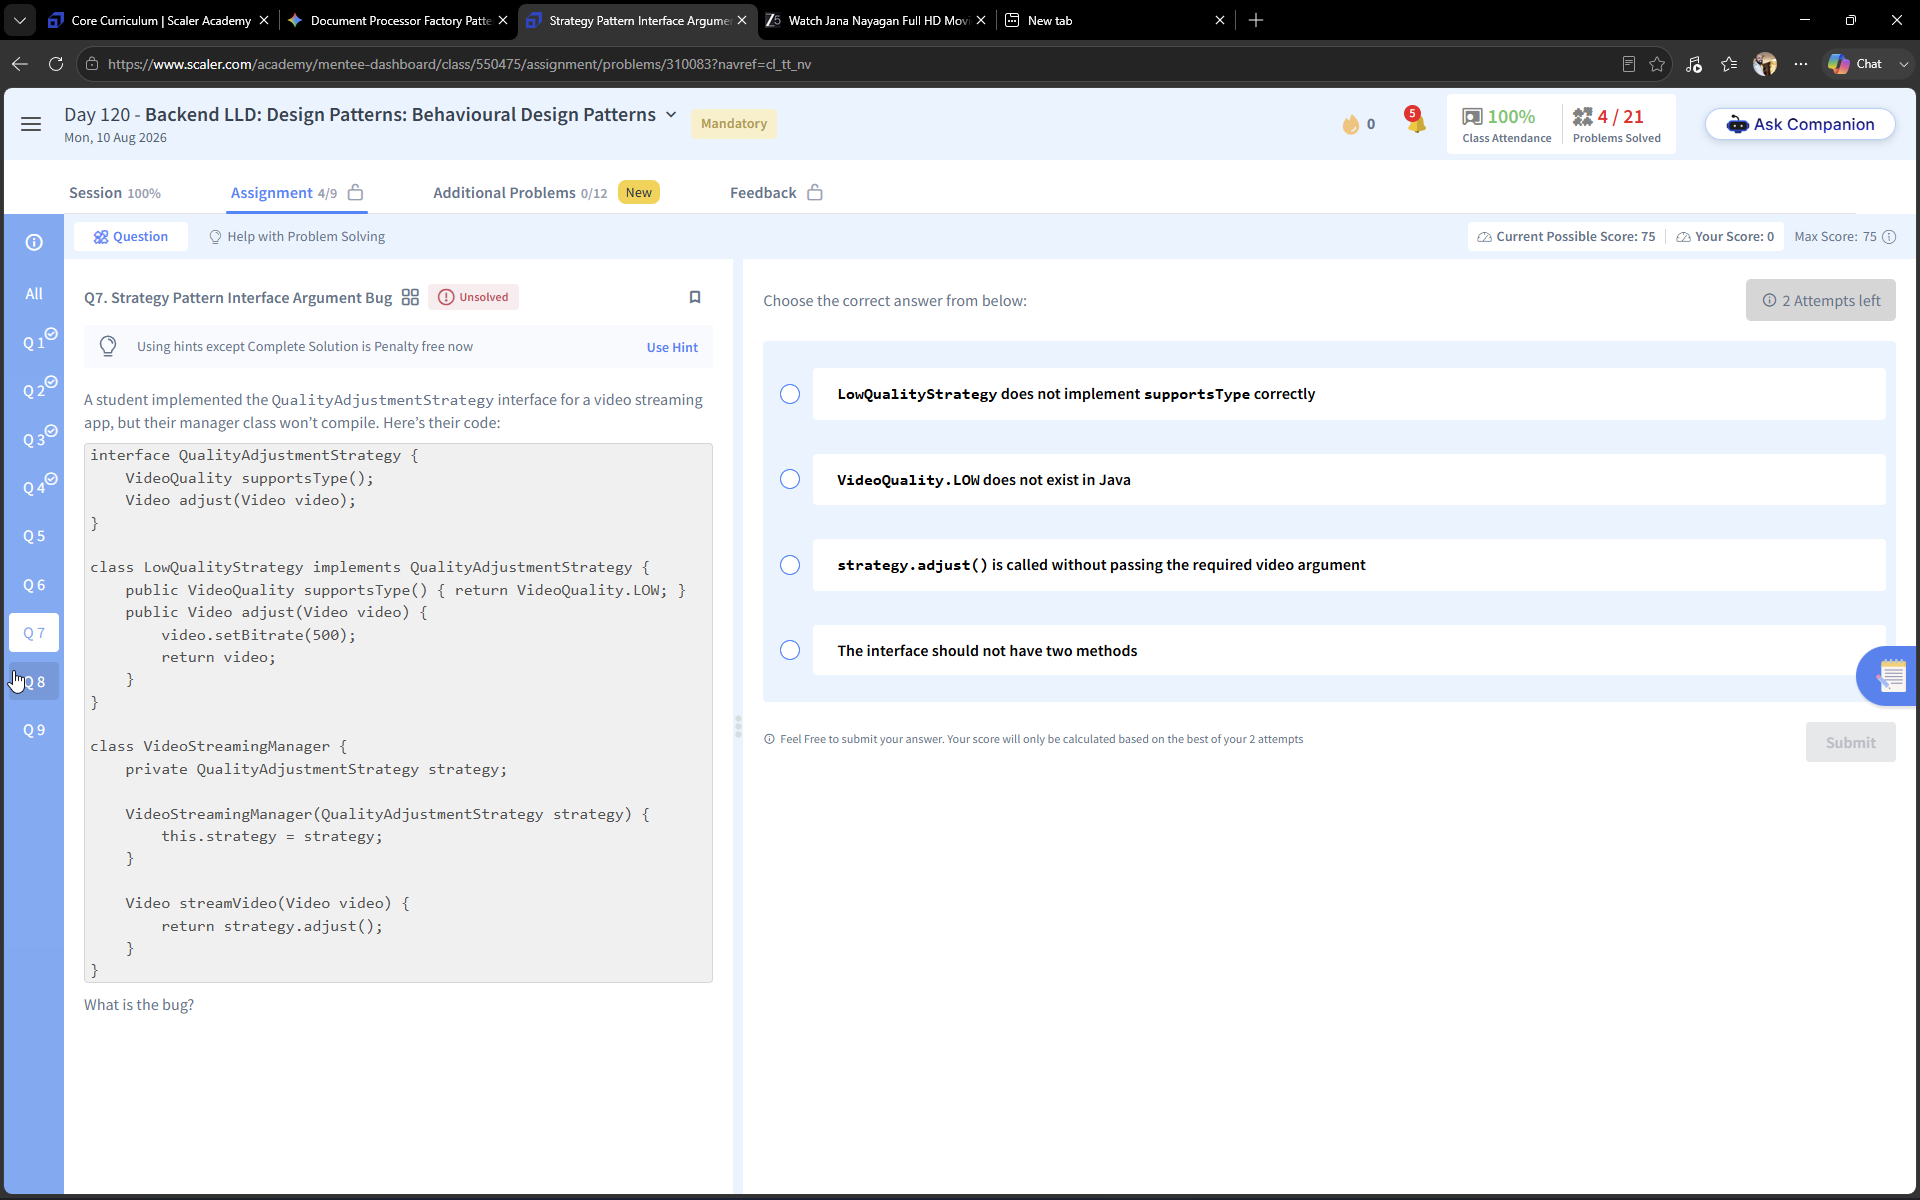 Core Curriculum | Scaler Academy
Document Processor Factory Patte
Strategy Pattern Interface Argume
Watch Jana Nayagan Full HD Movi
New tab
https://www.scaler.com/academy/mentee-dashboard/class/550475/assignment/problems/310083?navref=cl_tt_nv
Chat
Day 120 - Backend LLD: Design Patterns: Behavioural Design Patterns
Mon, 10 Aug 2026
Mandatory
0
5
100%
Class Attendance
4 / 21
Problems Solved
Ask Companion
Session 100%
Assignment 4/9
Additional Problems 0/12 New
Feedback
Question
Help with Problem Solving
Current Possible Score: 75
Your Score: 0
Max Score: 75
All
Q 1
Q 2
Q 3
Q 4
Q 5
Q 6
Q 7
Q 8
Q 9
Q7. Strategy Pattern Interface Argument Bug
Unsolved
Using hints except Complete Solution is Penalty free now
Use Hint
A student implemented the QualityAdjustmentStrategy interface for a video streaming
app, but their manager class won't compile. Here's their code:
interface QualityAdjustmentStrategy {
    VideoQuality supportsType();
    Video adjust(Video video);
}
class LowQualityStrategy implements QualityAdjustmentStrategy {
    public VideoQuality supportsType() { return VideoQuality.LOW; }
    public Video adjust(Video video) {
        video.setBitrate(500);
        return video;
    }
}
class VideoStreamingManager {
    private QualityAdjustmentStrategy strategy;
    VideoStreamingManager(QualityAdjustmentStrategy strategy) {
        this.strategy = strategy;
    }
    Video streamVideo(Video video) {
        return strategy.adjust();
    }
}
What is the bug?
Choose the correct answer from below:
2 Attempts left
LowQualityStrategy does not implement supportsType correctly
VideoQuality.LOW does not exist in Java
strategy.adjust() is called without passing the required video argument
The interface should not have two methods
Feel Free to submit your answer. Your score will only be calculated based on the best of your 2 attempts
Submit